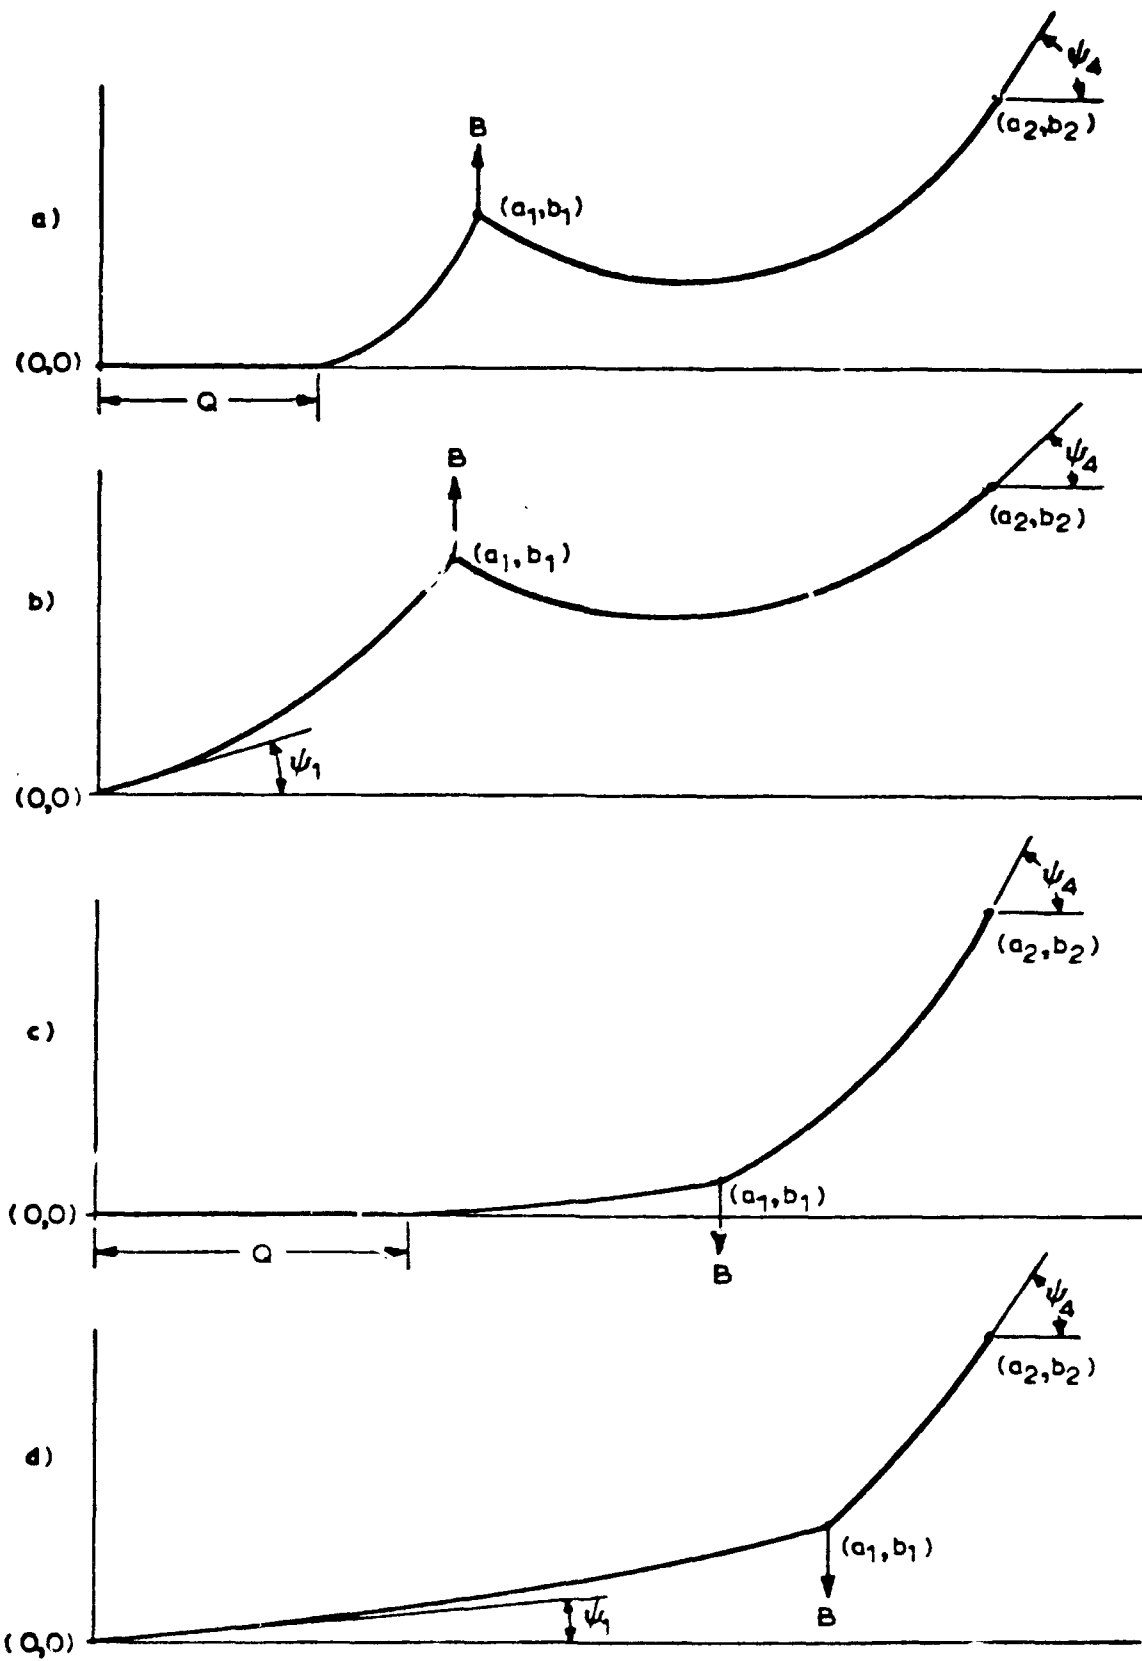 ψ4
(a2,b2)
B
(a1,b1)
a)
(0,0)
Q
B
ψ4
(a2,b2)
(a1,b1)
b)
ψ1
(0,0)
ψ4
(a2,b2)
c)
(a1,b1)
(0,0)
Q
B
ψ4
(a2,b2)
d)
(a1,b1)
B
ψ1
(0,0)